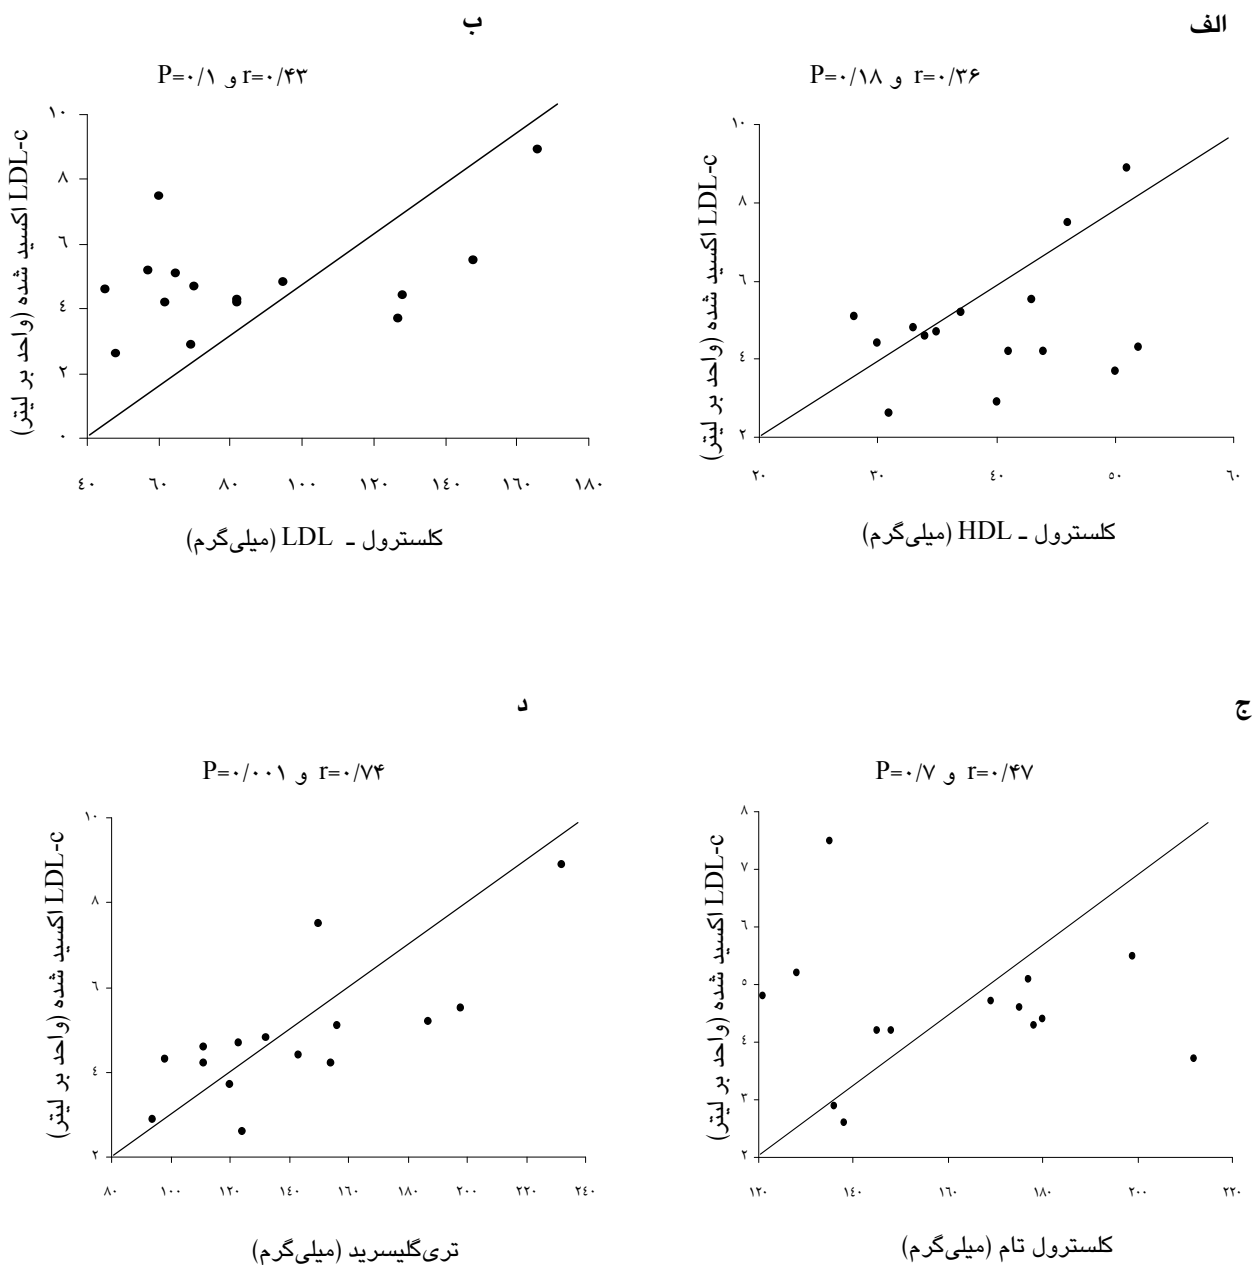 الف
P=۰/۱۸ و r=۰/۳۶
LDL-c اکسید شده (واحد بر لیتر)
۱۰
۸
۶
۴
۲
۲۰ ۳۰ ۴۰ ۵۰ ۶۰
کلسترول ـ HDL (میلی‌گرم)
ب
P=۰/۱ و r=۰/۴۳
LDL-c اکسید شده (واحد بر لیتر)
۱۰
۸
۶
۴
۲
۰
۴۰ ۶۰ ۸۰ ۱۰۰ ۱۲۰ ۱۴۰ ۱۶۰ ۱۸۰
کلسترول ـ LDL (میلی‌گرم)
ج
P=۰/۷ و r=۰/۴۷
LDL-c اکسید شده (واحد بر لیتر)
۸
۷
۶
۵
۴
۳
۲
۱۲۰ ۱۴۰ ۱۶۰ ۱۸۰ ۲۰۰ ۲۲۰
کلسترول تام (میلی‌گرم)
د
P=۰/۰۰۱ و r=۰/۷۴
LDL-c اکسید شده (واحد بر لیتر)
۱۰
۸
۶
۴
۲
۸۰ ۱۰۰ ۱۲۰ ۱۴۰ ۱۶۰ ۱۸۰ ۲۰۰ ۲۲۰ ۲۴۰
تری‌گلیسرید (میلی‌گرم)